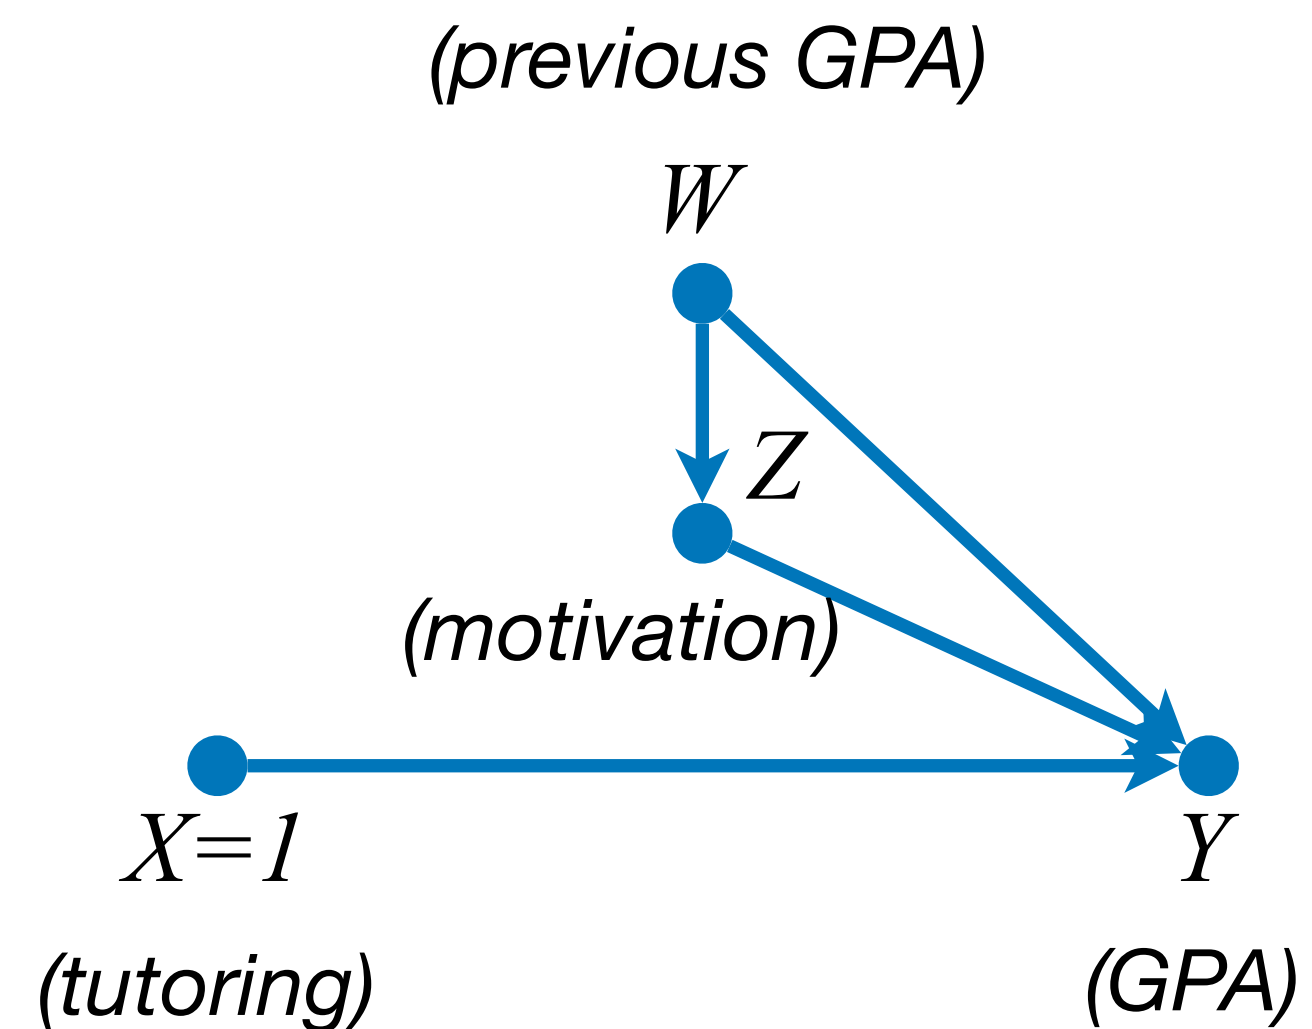 (previous GPA)
W
Z
(motivation)
X=1
Y
(tutoring)
(GPA)